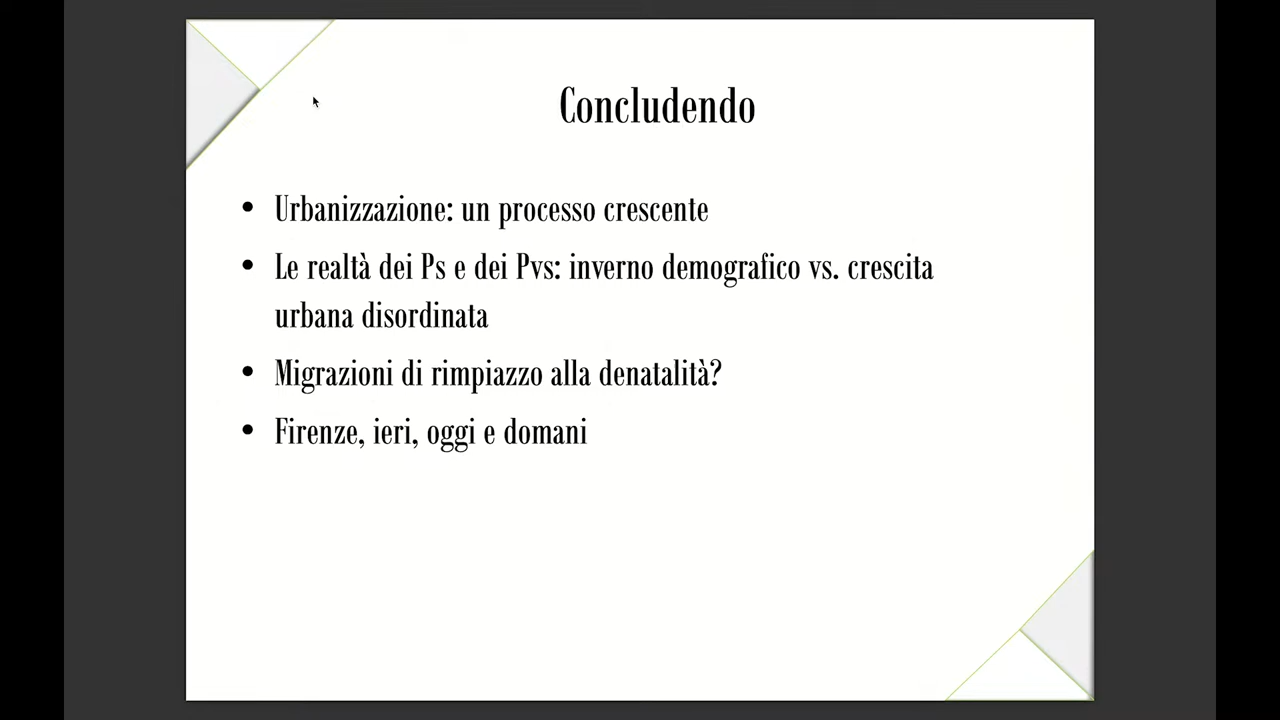 Concludendo
• Urbanizzazione: un processo crescente
• Le realtà dei Ps e dei Pvs: inverno demografico vs. crescita
urbana disordinata
• Migrazioni di rimpiazzo alla denatalità?
• Firenze, ieri, oggi e domani